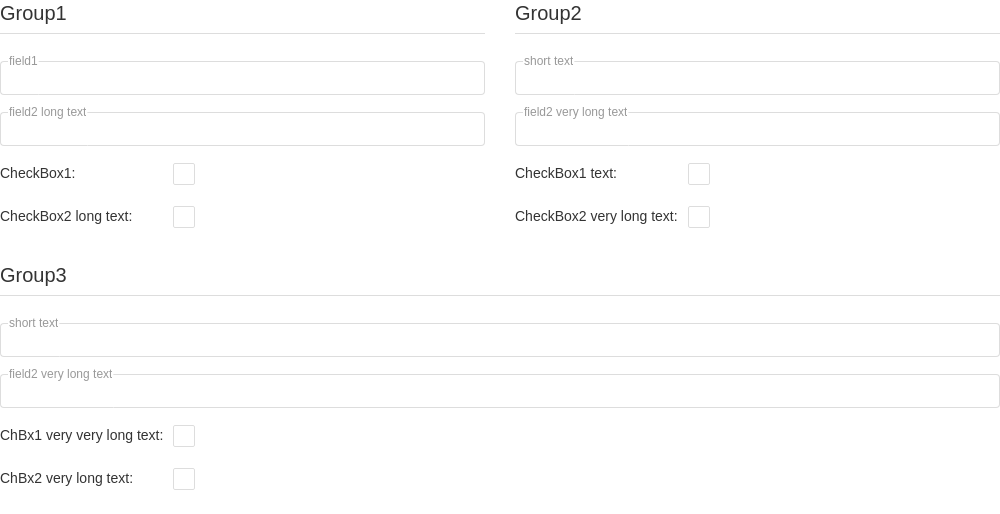 Group1
field1
field2 long text
CheckBox1:
CheckBox2 long text:
Group2
short text
field2 very long text
CheckBox1 text:
CheckBox2 very long text:
Group3
short text
field2 very long text
ChBx1 very very long text:
ChBx2 very long text: